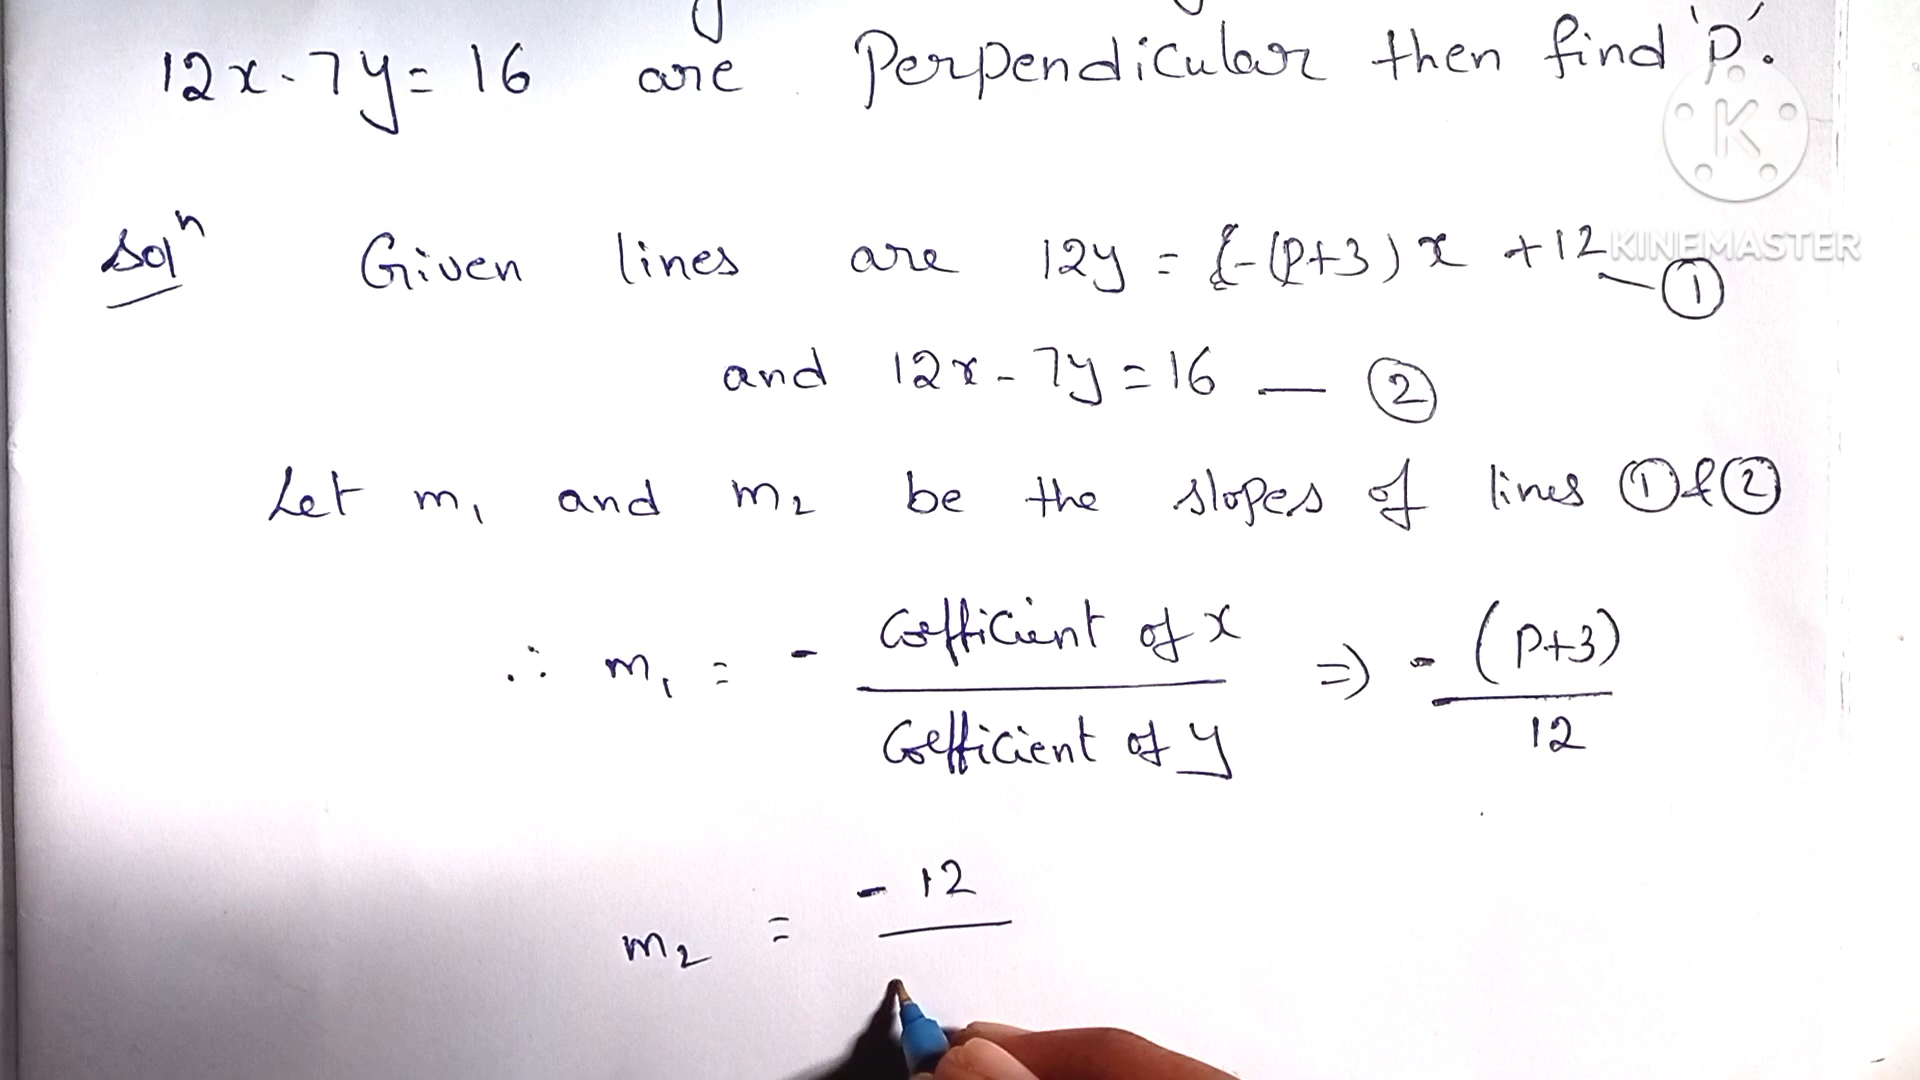 12x-7y=16 are Perpendicular then find 'p'.
K
KINEMASTER
Solⁿ Given lines are 12y = {-(p+3)x +12 — ①
and 12x-7y=16 — ②
Let m₁ and m₂ be the slopes of lines ①&②
∴ m₁ = - Coefficient of x / Coefficient of y ⇒ -(P+3) / 12
m₂ = -12